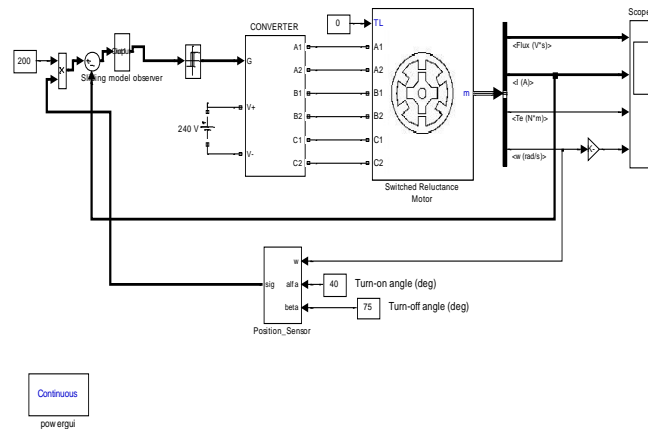 Scope
CONVERTER
0
TL
200
X
Sliding model observer
G
A1
A2
B1
B2
C1
C2
V+
V-
240 V
A1
A2
B1
B2
C1
C2
m
Switched Reluctance
Motor
<Flux (V*s)>
<I (A)>
<Te (N*m)>
<w (rad/s)>
K-
sig
w
alfa
beta
Position_Sensor
40
Turn-on angle (deg)
75
Turn-off angle (deg)
Continuous
powergui